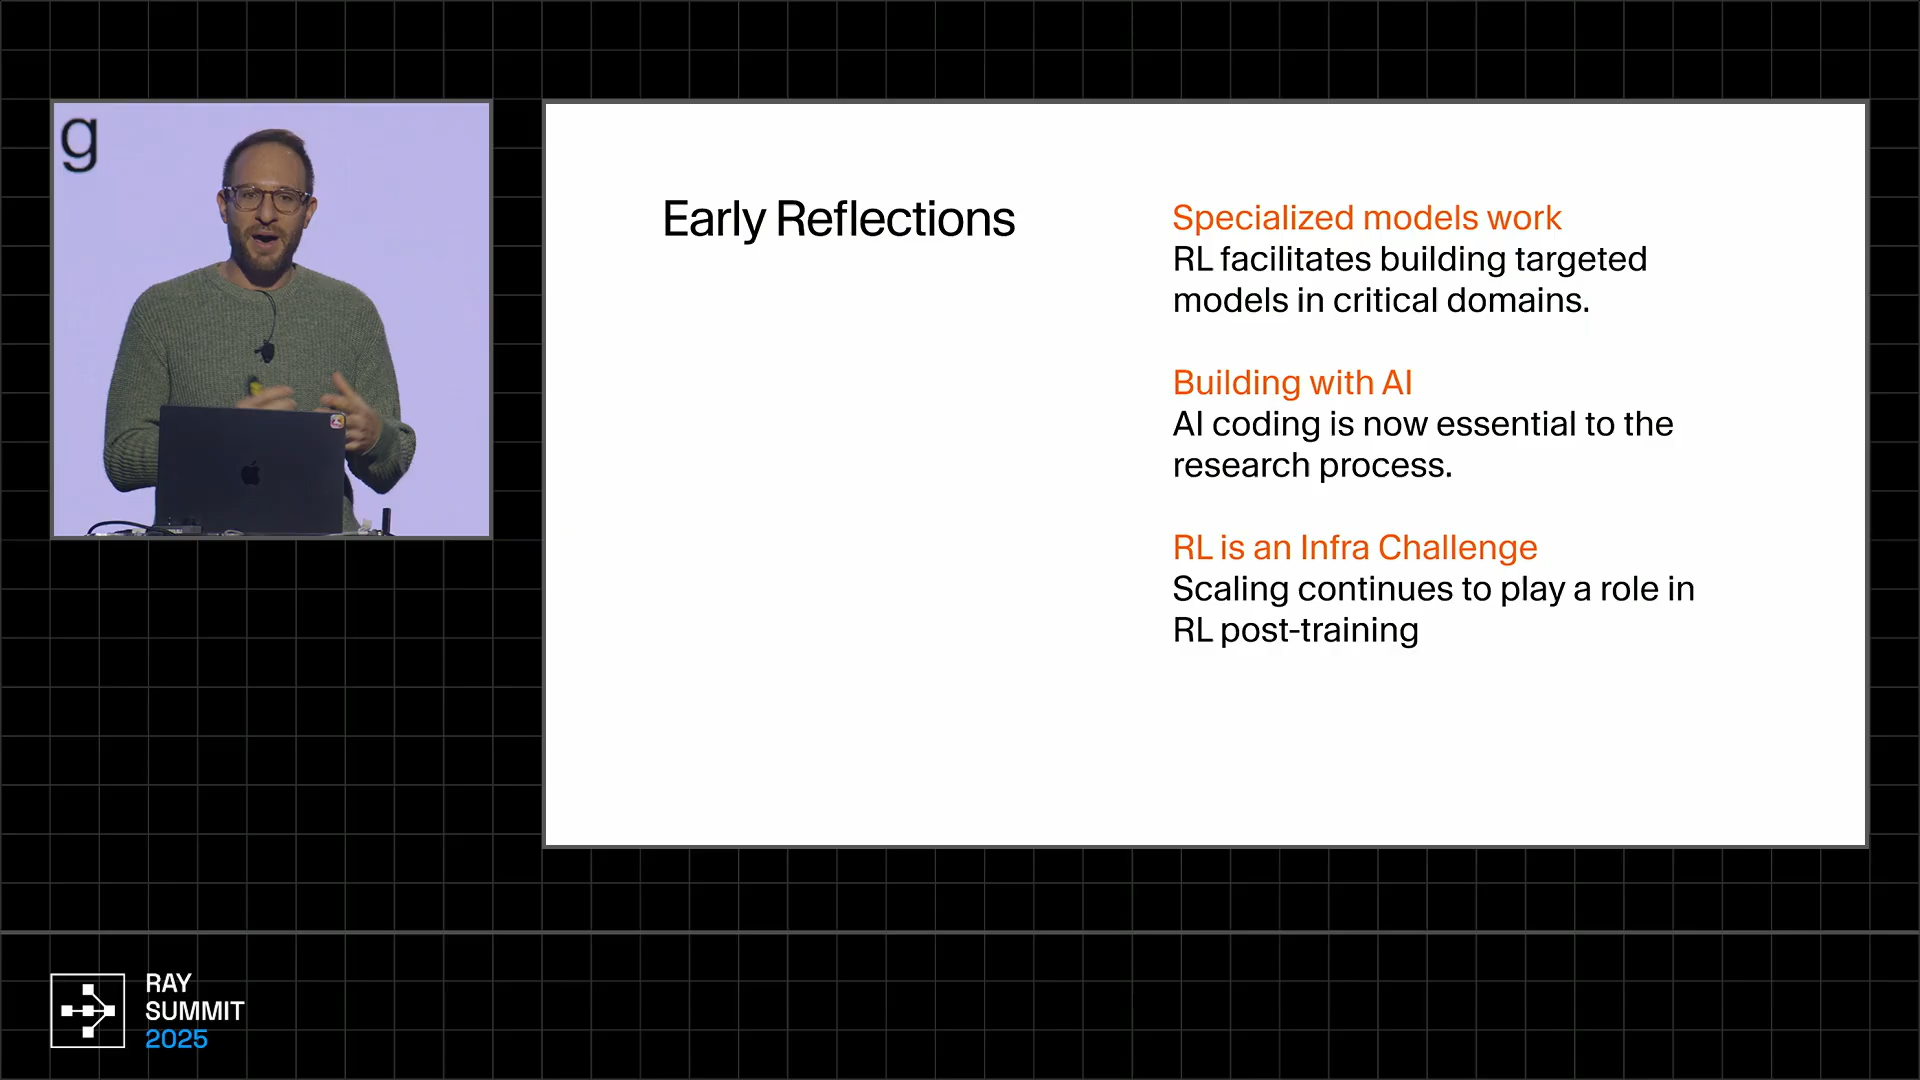 g
Early Reflections
Specialized models work
RL facilitates building targeted
models in critical domains.
Building with AI
AI coding is now essential to the
research process.
RL is an Infra Challenge
Scaling continues to play a role in
RL post-training
RAY
SUMMIT
2025